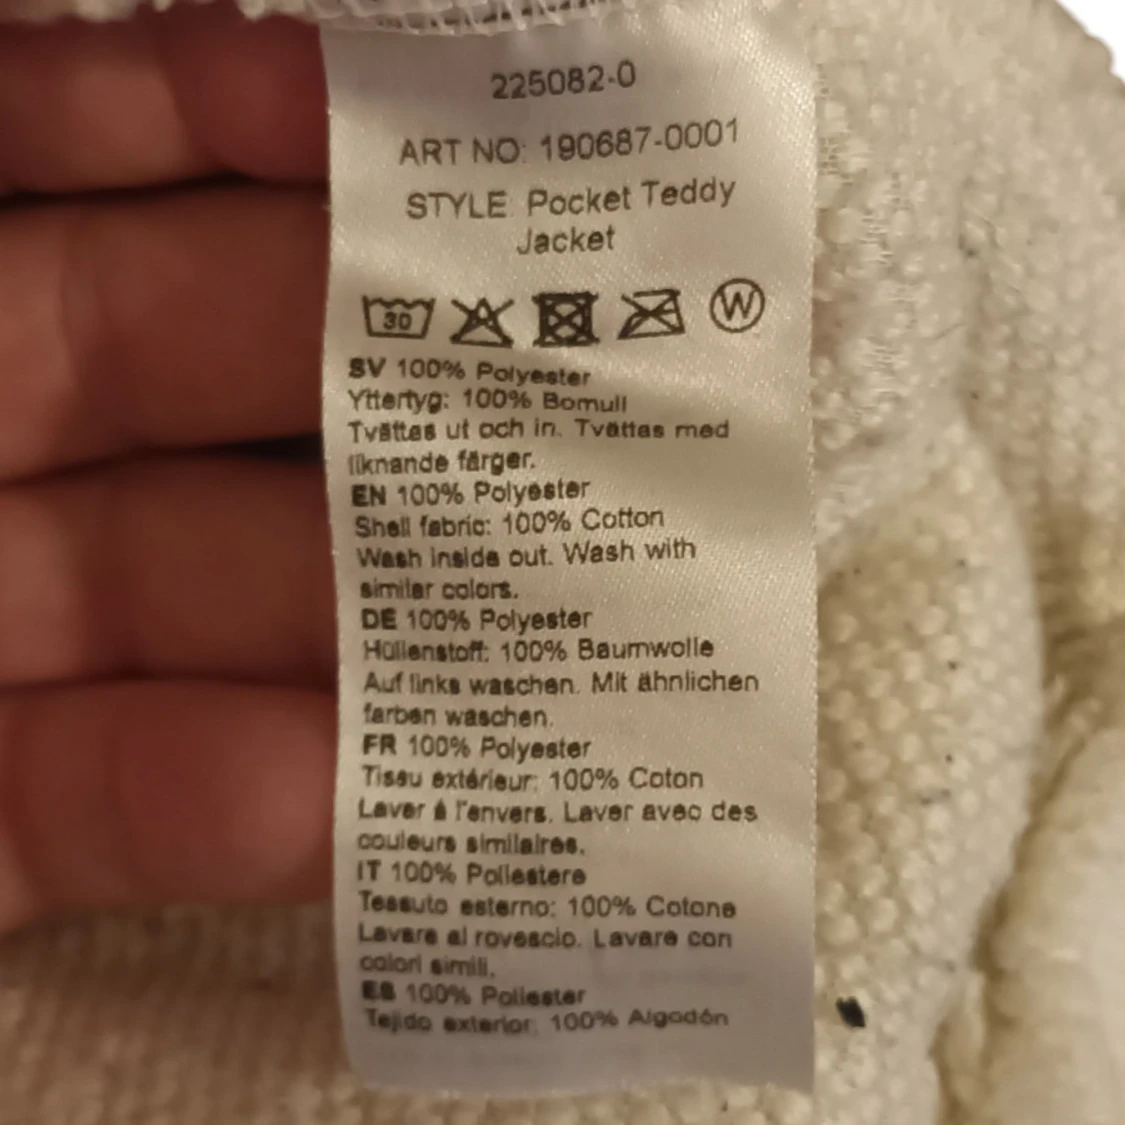 225082-0
ART NO: 190687-0001
STYLE: Pocket Teddy
Jacket
30
W
SV 100% Polyester
Yttertyg: 100% Bomull
Tvättas ut och in. Tvättas med
liknande färger.
EN 100% Polyester
Shell fabric: 100% Cotton
Wash inside out. Wash with
similar colors.
DE 100% Polyester
Hüllenstoff: 100% Baumwolle
Auf links waschen. Mit ähnlichen
farben waschen.
FR 100% Polyester
Tissu extérieur: 100% Coton
Laver á l'envers. Laver avec des
couleurs similaires.
IT 100% Poliestere
Tessuto esterno: 100% Cotone
Lavare al rovescio. Lavare con
colori simili.
ES 100% Poliester
Tejido exterior: 100% Algodón